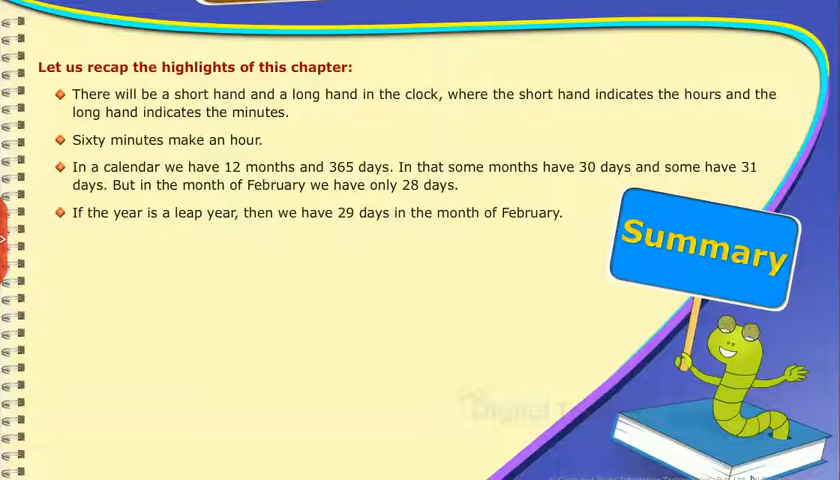 Let us recap the highlights of this chapter:
There will be a short hand and a long hand in the clock, where the short hand indicates the hours and the
long hand indicates the minutes.
Sixty minutes make an hour.
In a calendar we have 12 months and 365 days. In that some months have 30 days and some have 31
days. But in the month of February we have only 28 days.
If the year is a leap year, then we have 29 days in the month of February.
Summary
Digital